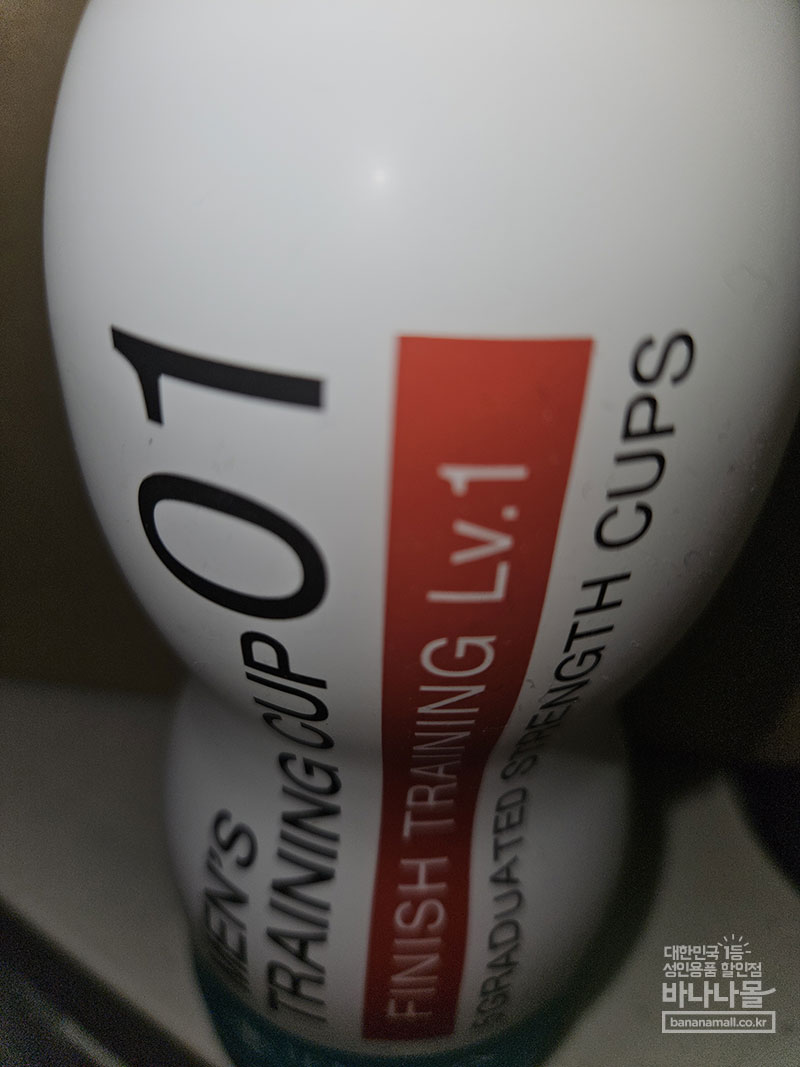 MEN'S
TRAINING CUP 01
FINISH TRAINING Lv.1
5GRADUATED STRENGTH CUPS
대한민국 1등
성인용품 할인점
바나나몰
bananamall.co.kr